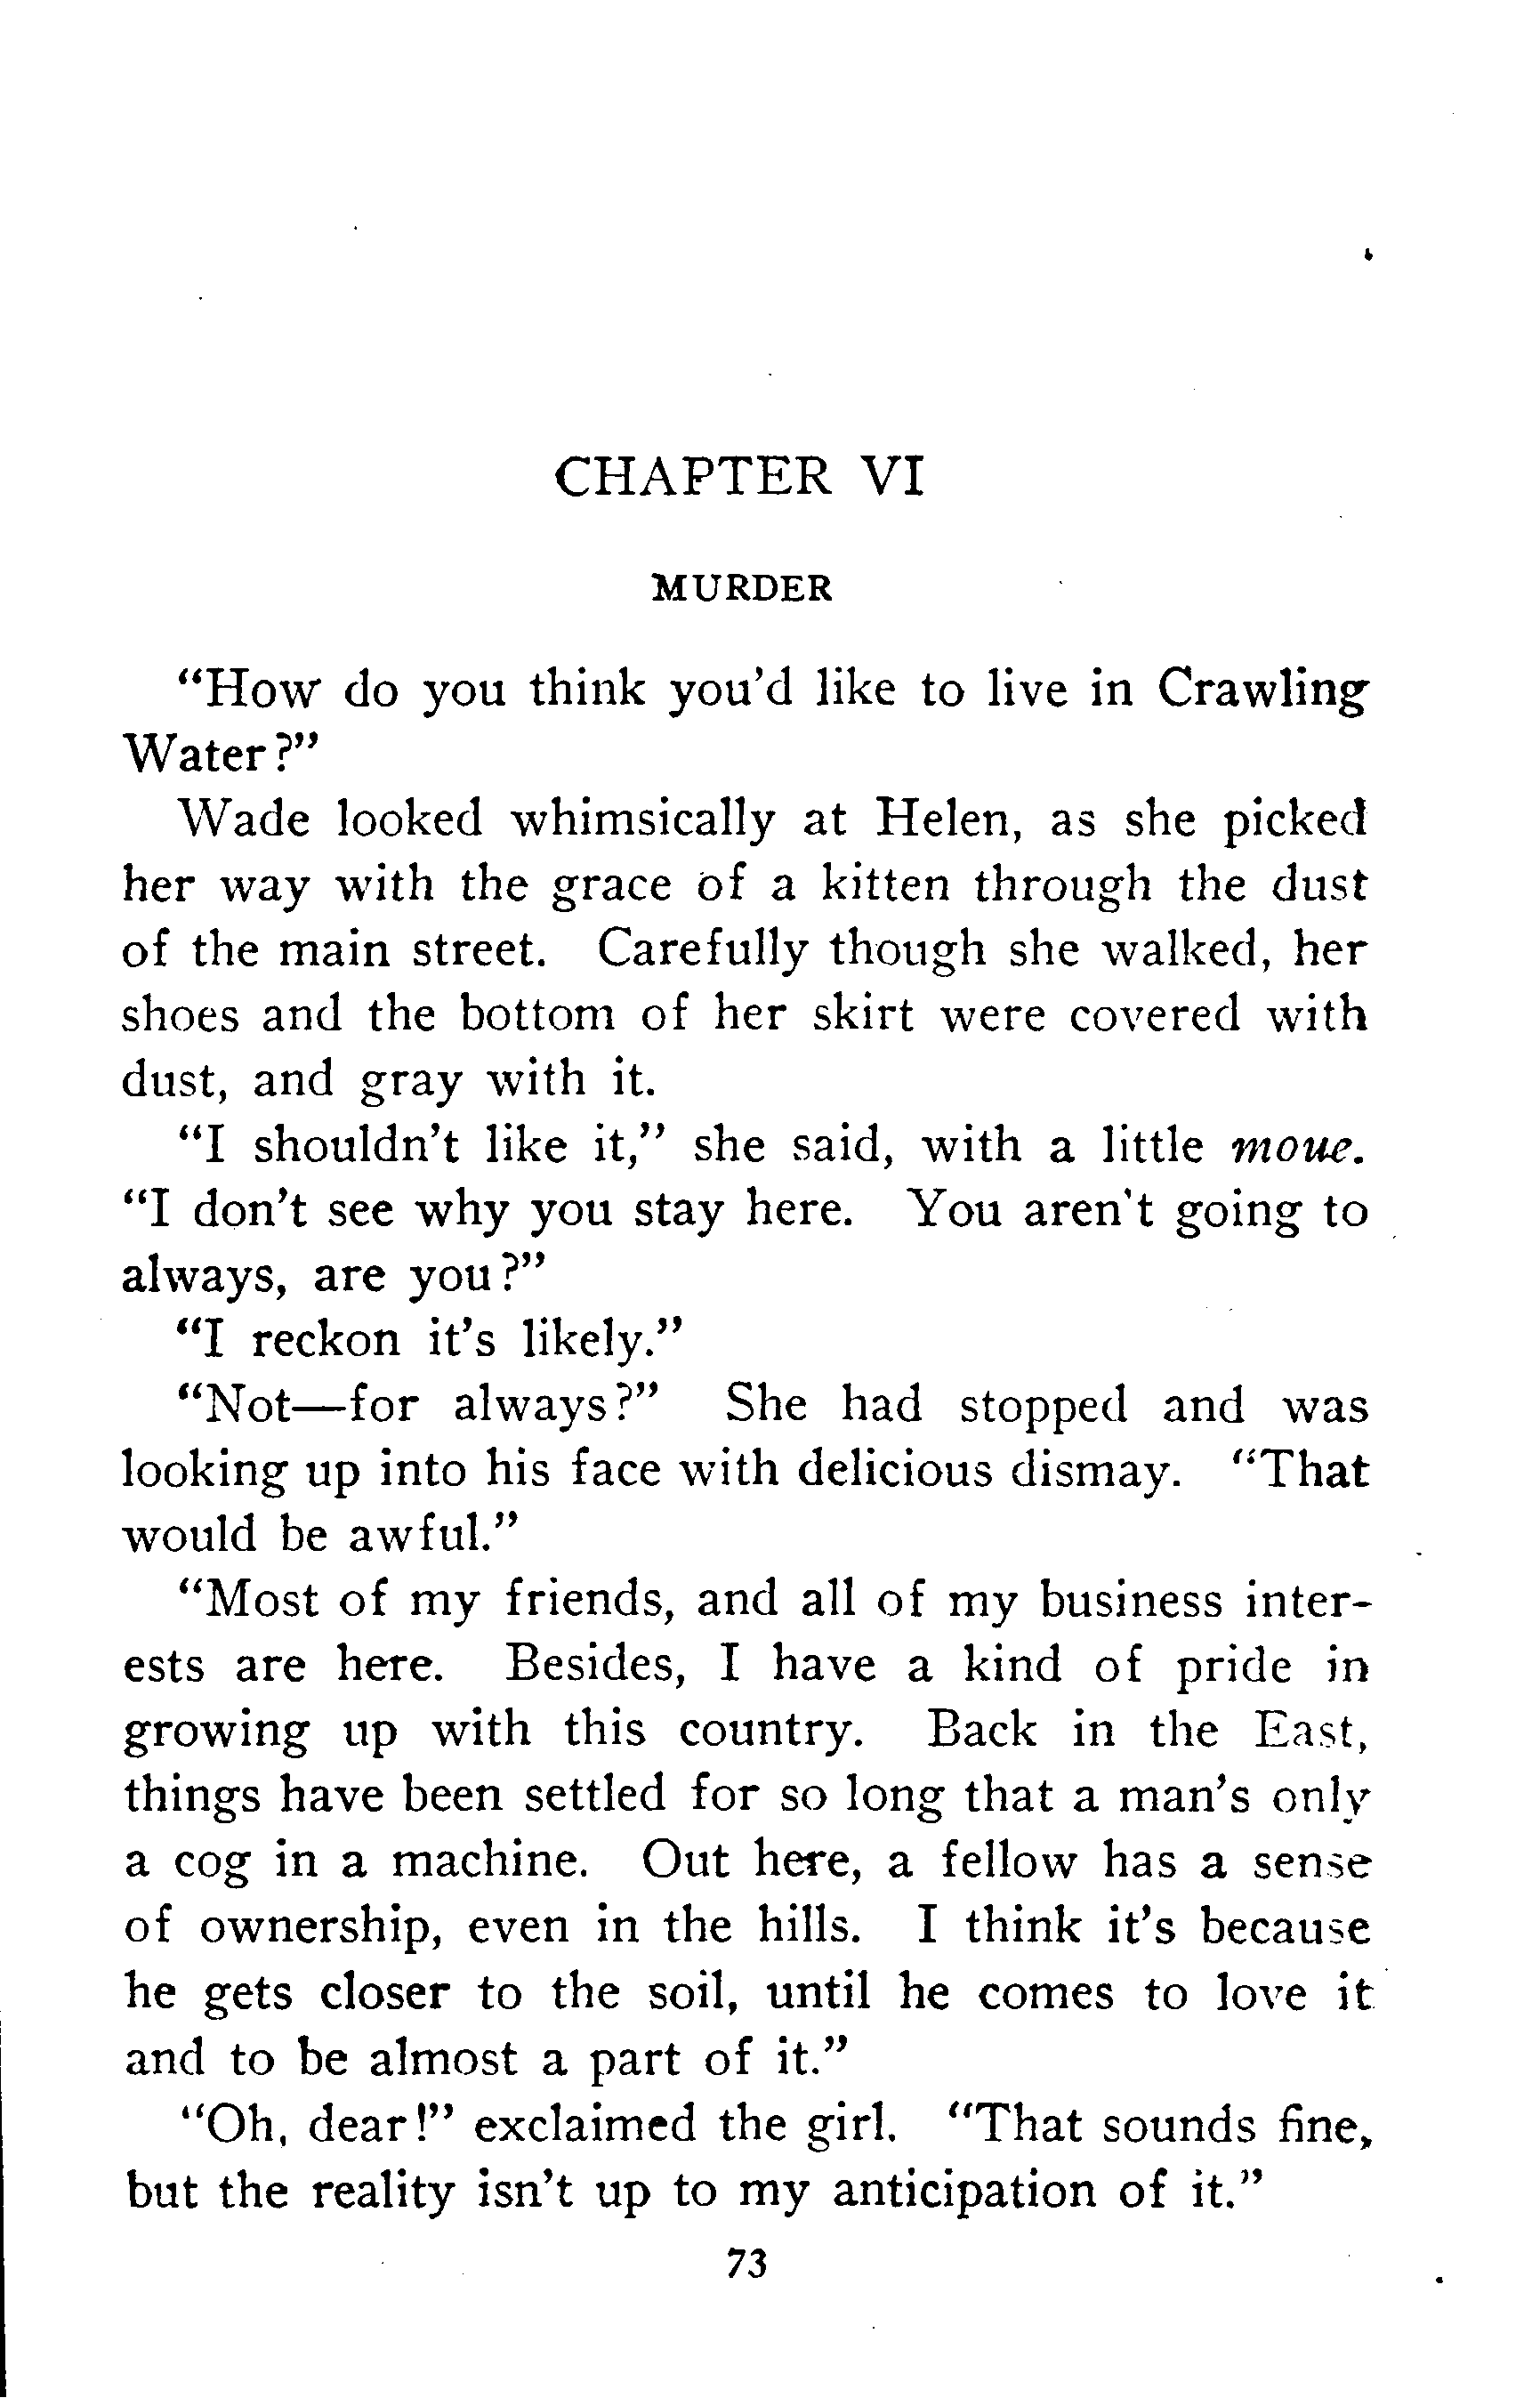 CHAPTER VI
MURDER
"How do you think you'd like to live in Crawling
Water?"
Wade looked whimsically at Helen, as she picked
her way with the grace of a kitten through the dust
of the main street. Carefully though she walked, her
shoes and the bottom of her skirt were covered with
dust, and gray with it.
"I shouldn't like it," she said, with a little moue.
"I don't see why you stay here. You aren't going to
always, are you?"
"I reckon it's likely."
"Not—for always?" She had stopped and was
looking up into his face with delicious dismay. "That
would be awful."
"Most of my friends, and all of my business inter-
ests are here. Besides, I have a kind of pride in
growing up with this country. Back in the East,
things have been settled for so long that a man's only
a cog in a machine. Out here, a fellow has a sense
of ownership, even in the hills. I think it's because
he gets closer to the soil, until he comes to love it
and to be almost a part of it."
"Oh, dear!" exclaimed the girl. "That sounds fine,
but the reality isn't up to my anticipation of it."
73